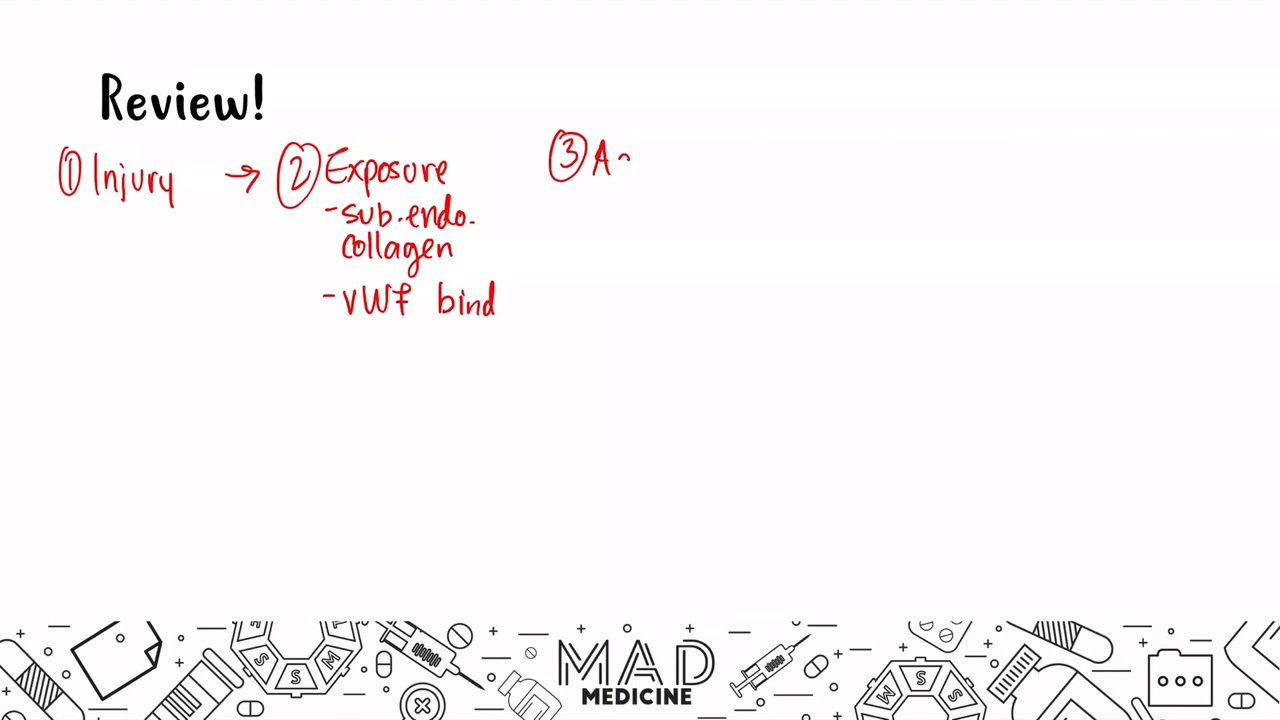 Review!
① Injury → ② Exposure
- sub.endo.
collagen
- vWF bind
③ A
S S M
MAD
MEDICINE
M S S